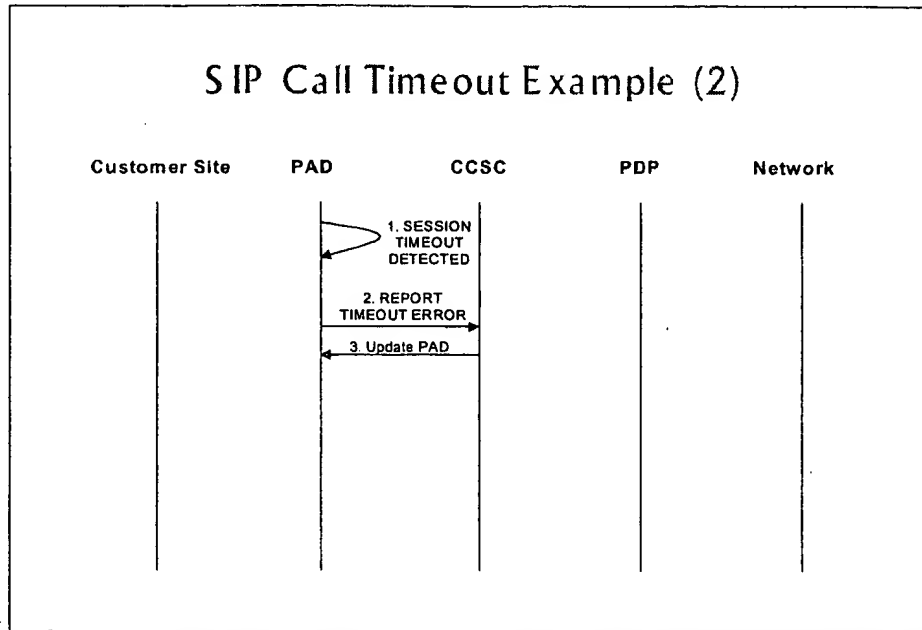 SIP Call Timeout Example (2)
Customer Site PAD CCSC PDP Network
1. SESSION
TIMEOUT
DETECTED
2. REPORT
TIMEOUT ERROR
3. Update PAD